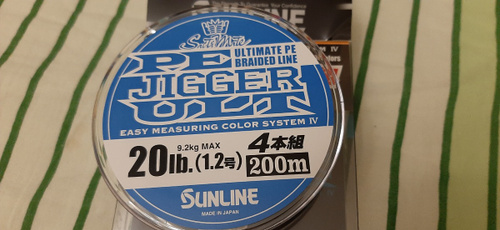 SUNLINE
ULTIMATE PE
BRAIDED LINE
PE
JIGGER
ULT
EASY MEASURING COLOR SYSTEM IV
9.2kg MAX
20lb.(1.2号)
4本組
200m
SUNLINE
MADE IN JAPAN